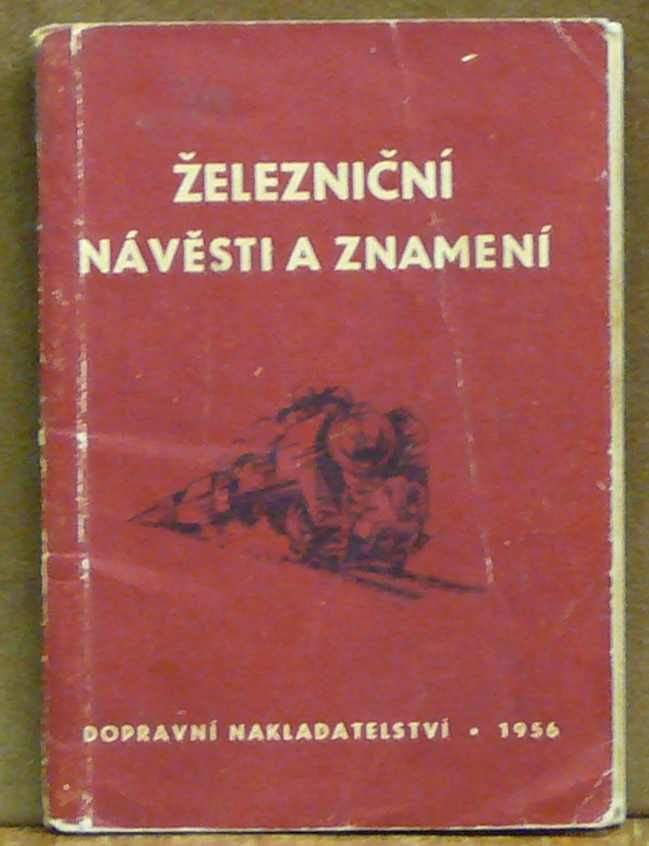 ŽELEZNIČNÍ
NÁVĚSTI A ZNAMENÍ
DOPRAVNÍ NAKLADATELSTVÍ • 1956